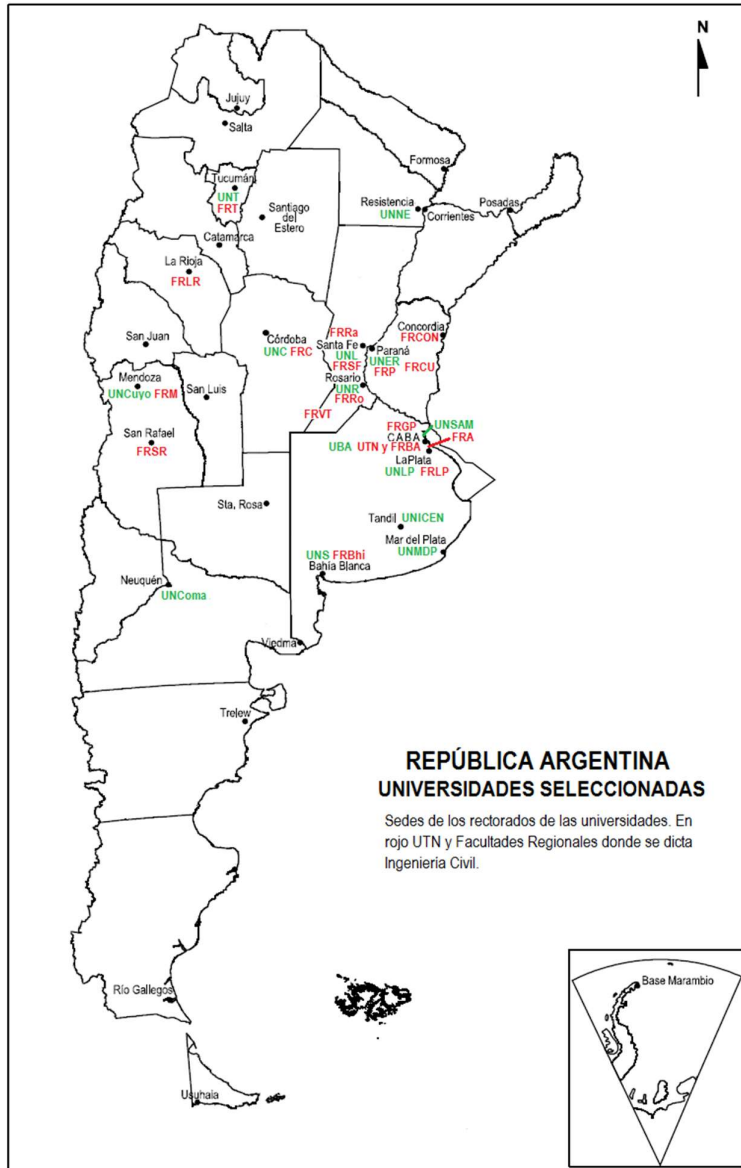 N
Jujuy
Salta
Formosa
Tucumán
UNT
FRT
Santiago
del
Estero
Resistencia
UNNE
Corrientes
Posadas
Catamarca
La Rioja
FRLR
San Juan
Córdoba
UNC FRC
FRRa
Santa Fe
UNL
FRSF
Paraná
UNER
FRP
FRCU
Concordia
FRCON
Rosario
UNR
FRRo
Mendoza
UNCuyo FRM
San Luis
FRVT
San Rafael
FRSR
FRGP
UNSAM
CABA
FRA
UBA UTN y FRBA
LaPlata
UNLP FRLP
Sta. Rosa
Tandil UNICEN
Mar del Plata
UNMDP
UNS FRBhi
Bahía Blanca
Neuquén
UNComa
Viedma
Trelew
REPÚBLICA ARGENTINA
UNIVERSIDADES SELECCIONADAS
Sedes de los rectorados de las universidades. En
rojo UTN y Facultades Regionales donde se dicta
Ingeniería Civil.
Río Gallegos
Base Marambio
Usuhaia